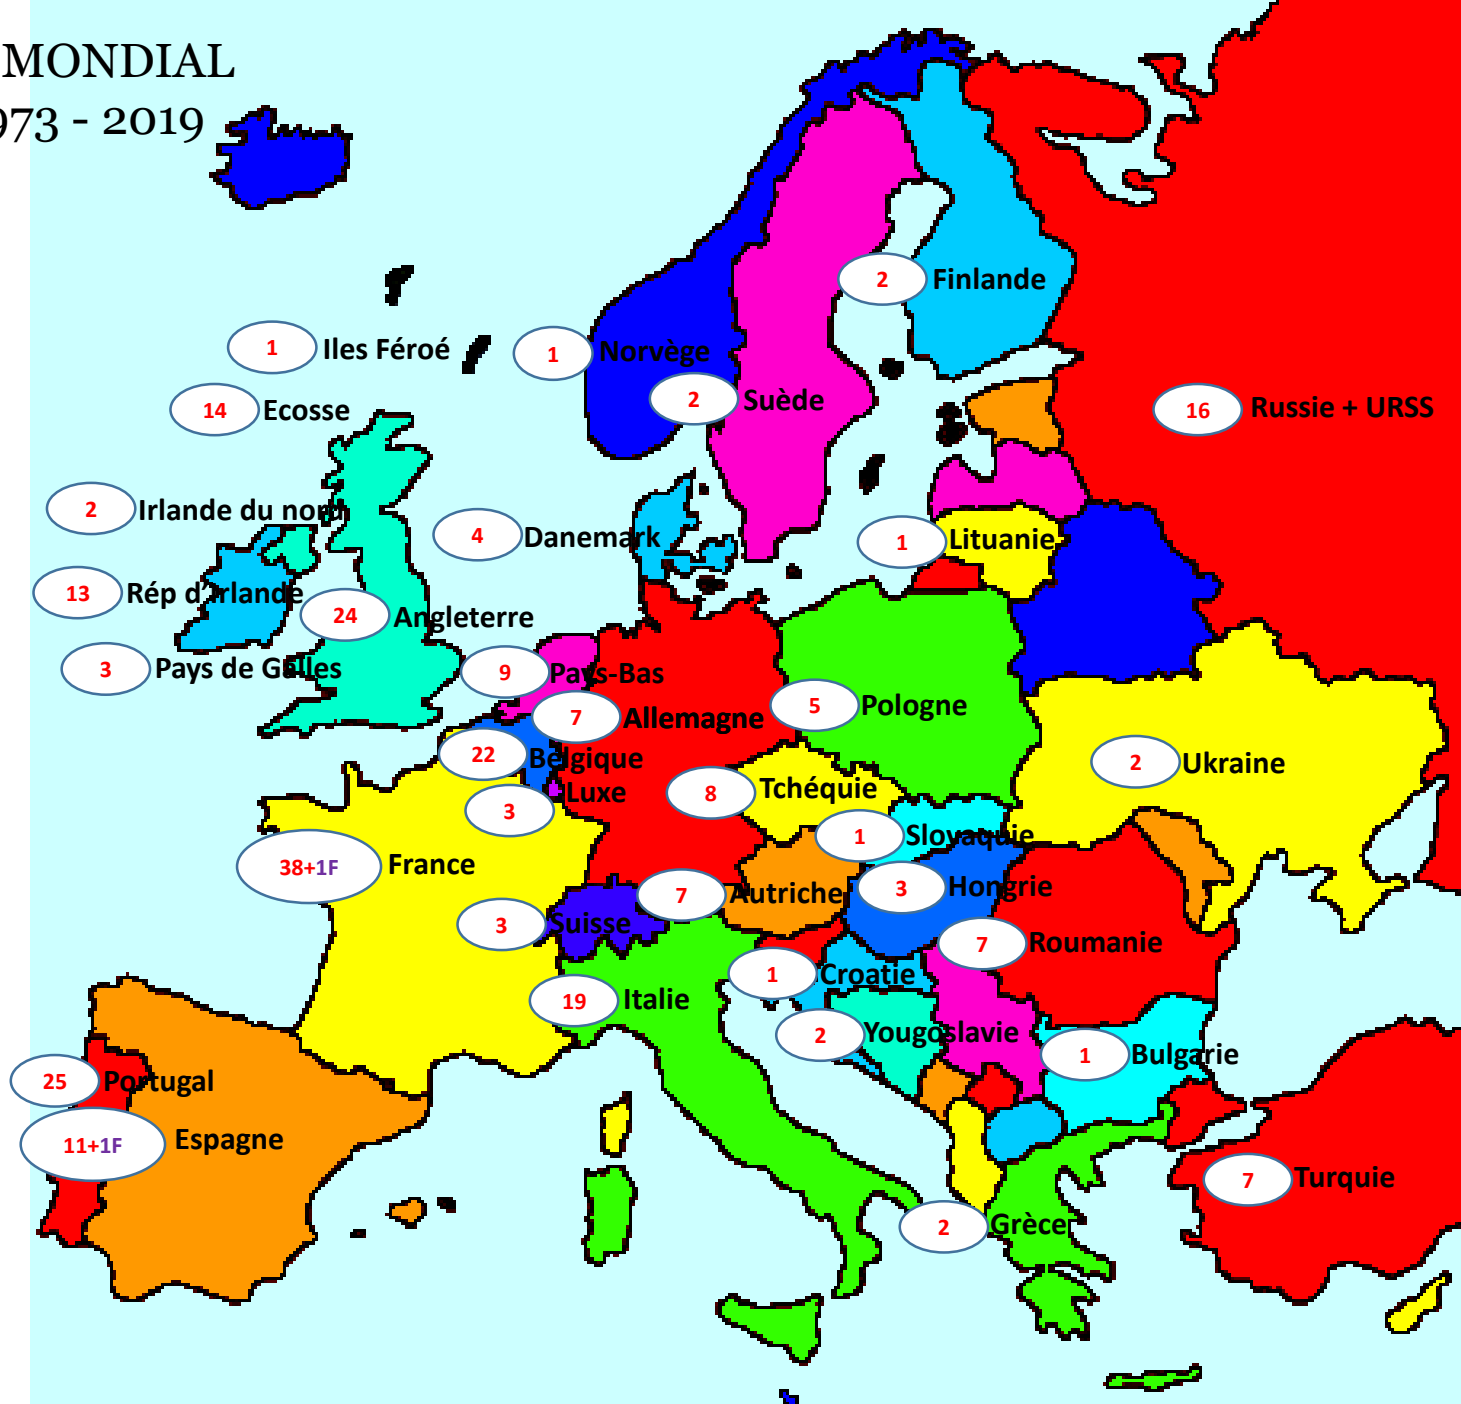 MONDIAL
973 - 2019
2 Finlande
1 Iles Féroé
1 Norvège
2 Suède
14 Ecosse
16 Russie + URSS
2 Irlande du nord
4 Danemark
1 Lituanie
13 Rép d'Irlande
24 Angleterre
3 Pays de Galles
9 Pays-Bas
7 Allemagne
5 Pologne
22 Belgique
2 Ukraine
8 Tchéquie
3 Luxe
1 Slovaquie
38+1F France
7 Autriche
3 Hongrie
3 Suisse
7 Roumanie
1 Croatie
19 Italie
2 Yougoslavie
1 Bulgarie
25 Portugal
11+1F Espagne
7 Turquie
2 Grèce